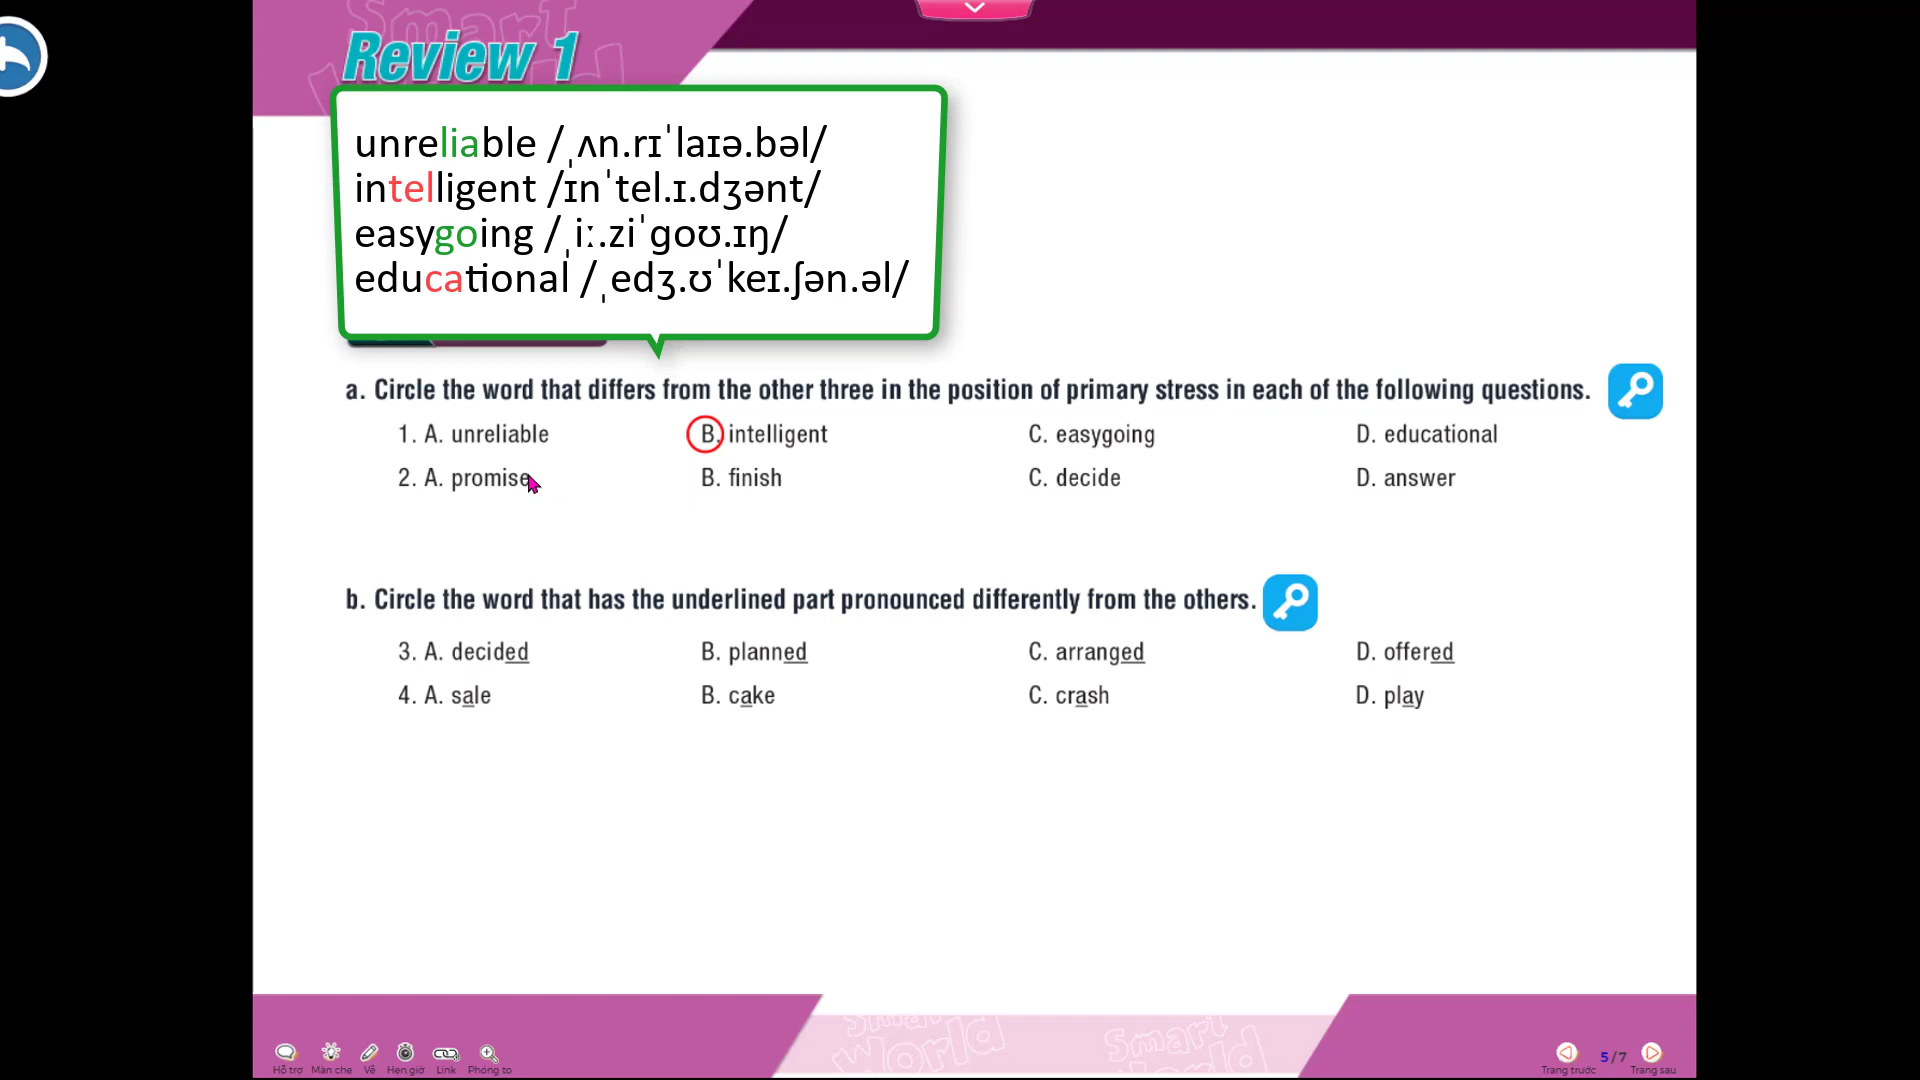 Review 1
unreliable /ˌʌn.rɪˈlaɪə.bəl/
intelligent /ɪnˈtel.ɪ.dʒənt/
easygoing /ˌiː.ziˈɡoʊ.ɪŋ/
educational /ˌedʒ.ʊˈkeɪ.ʃən.əl/
a. Circle the word that differs from the other three in the position of primary stress in each of the following questions.
1. A. unreliable B. intelligent C. easygoing D. educational
2. A. promise B. finish C. decide D. answer
b. Circle the word that has the underlined part pronounced differently from the others.
3. A. decided B. planned C. arranged D. offered
4. A. sale B. cake C. crash D. play
Smart World Smart World
Hỗ trợ Màn che Vẽ Hẹn giờ Link Phóng to Trang trước 5/7 Trang sau